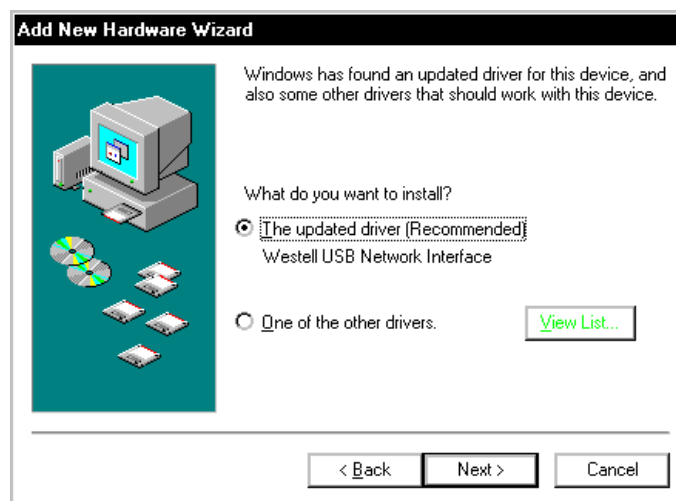 Add New Hardware Wizard
Windows has found an updated driver for this device, and
also some other drivers that should work with this device.
What do you want to install?
The updated driver (Recommended)
Westell USB Network Interface
One of the other drivers.
View List...
< Back
Next >
Cancel